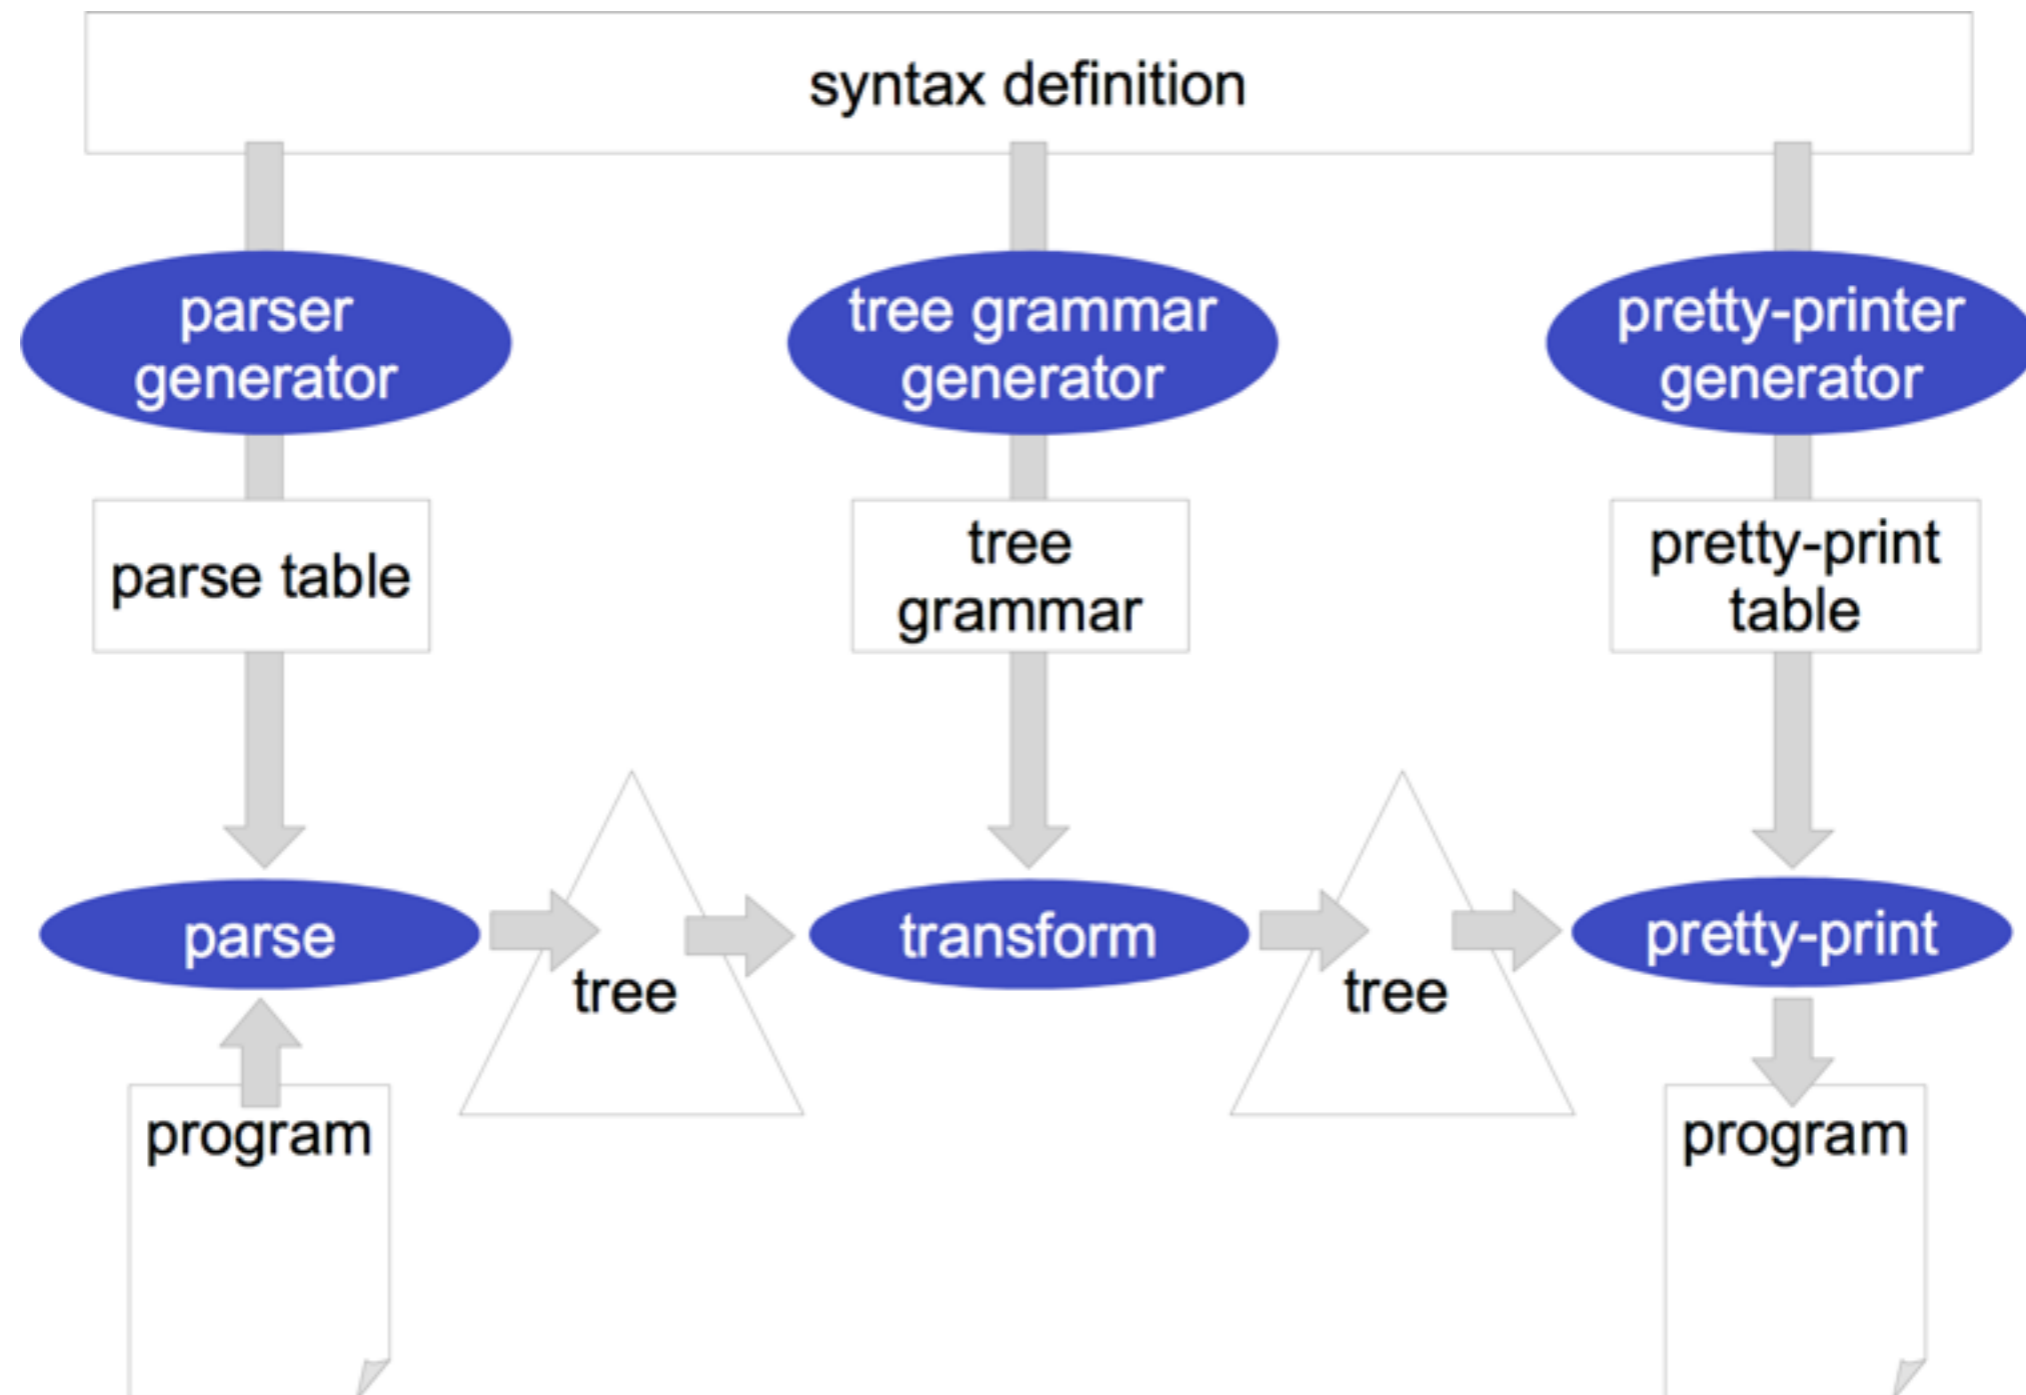 syntax definition
parser
generator
tree grammar
generator
pretty-printer
generator
parse table
tree
grammar
pretty-print
table
parse
tree
transform
tree
pretty-print
program
program